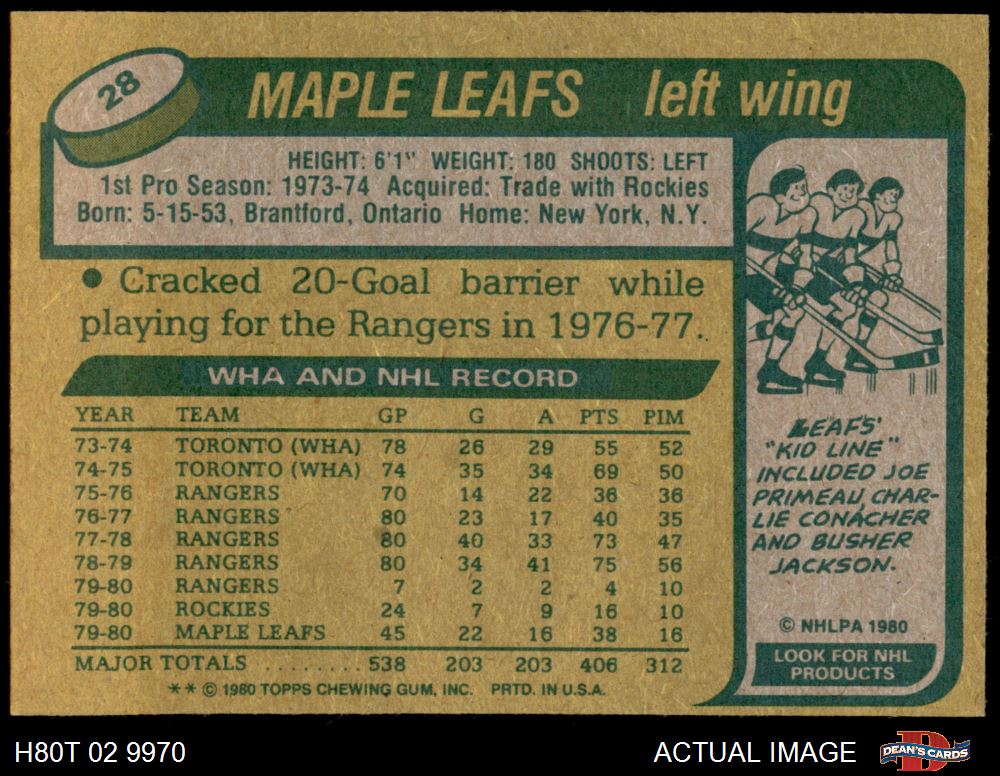 28
MAPLE LEAFS left wing
HEIGHT: 6'1" WEIGHT: 180 SHOOTS: LEFT
1st Pro Season: 1973-74 Acquired: Trade with Rockies
Born: 5-15-53, Brantford, Ontario Home: New York, N.Y.
● Cracked 20-Goal barrier while
playing for the Rangers in 1976-77.
WHA AND NHL RECORD
YEAR TEAM GP G A PTS PIM
73-74 TORONTO (WHA) 78 26 29 55 52
74-75 TORONTO (WHA) 74 35 34 69 50
75-76 RANGERS 70 14 22 36 36
76-77 RANGERS 80 23 17 40 35
77-78 RANGERS 80 40 33 73 47
78-79 RANGERS 80 34 41 75 56
79-80 RANGERS 7 2 2 4 10
79-80 ROCKIES 24 7 9 16 10
79-80 MAPLE LEAFS 45 22 16 38 16
MAJOR TOTALS ........ 538 203 203 406 312
** © 1980 TOPPS CHEWING GUM, INC. PRTD. IN U.S.A.
LEAFS'
"KID LINE"
INCLUDED JOE
PRIMEAU, CHAR-
LIE CONACHER
AND BUSHER
JACKSON.
© NHLPA 1980
LOOK FOR NHL
PRODUCTS
H80T 02 9970
ACTUAL IMAGE
DEAN'S CARDS